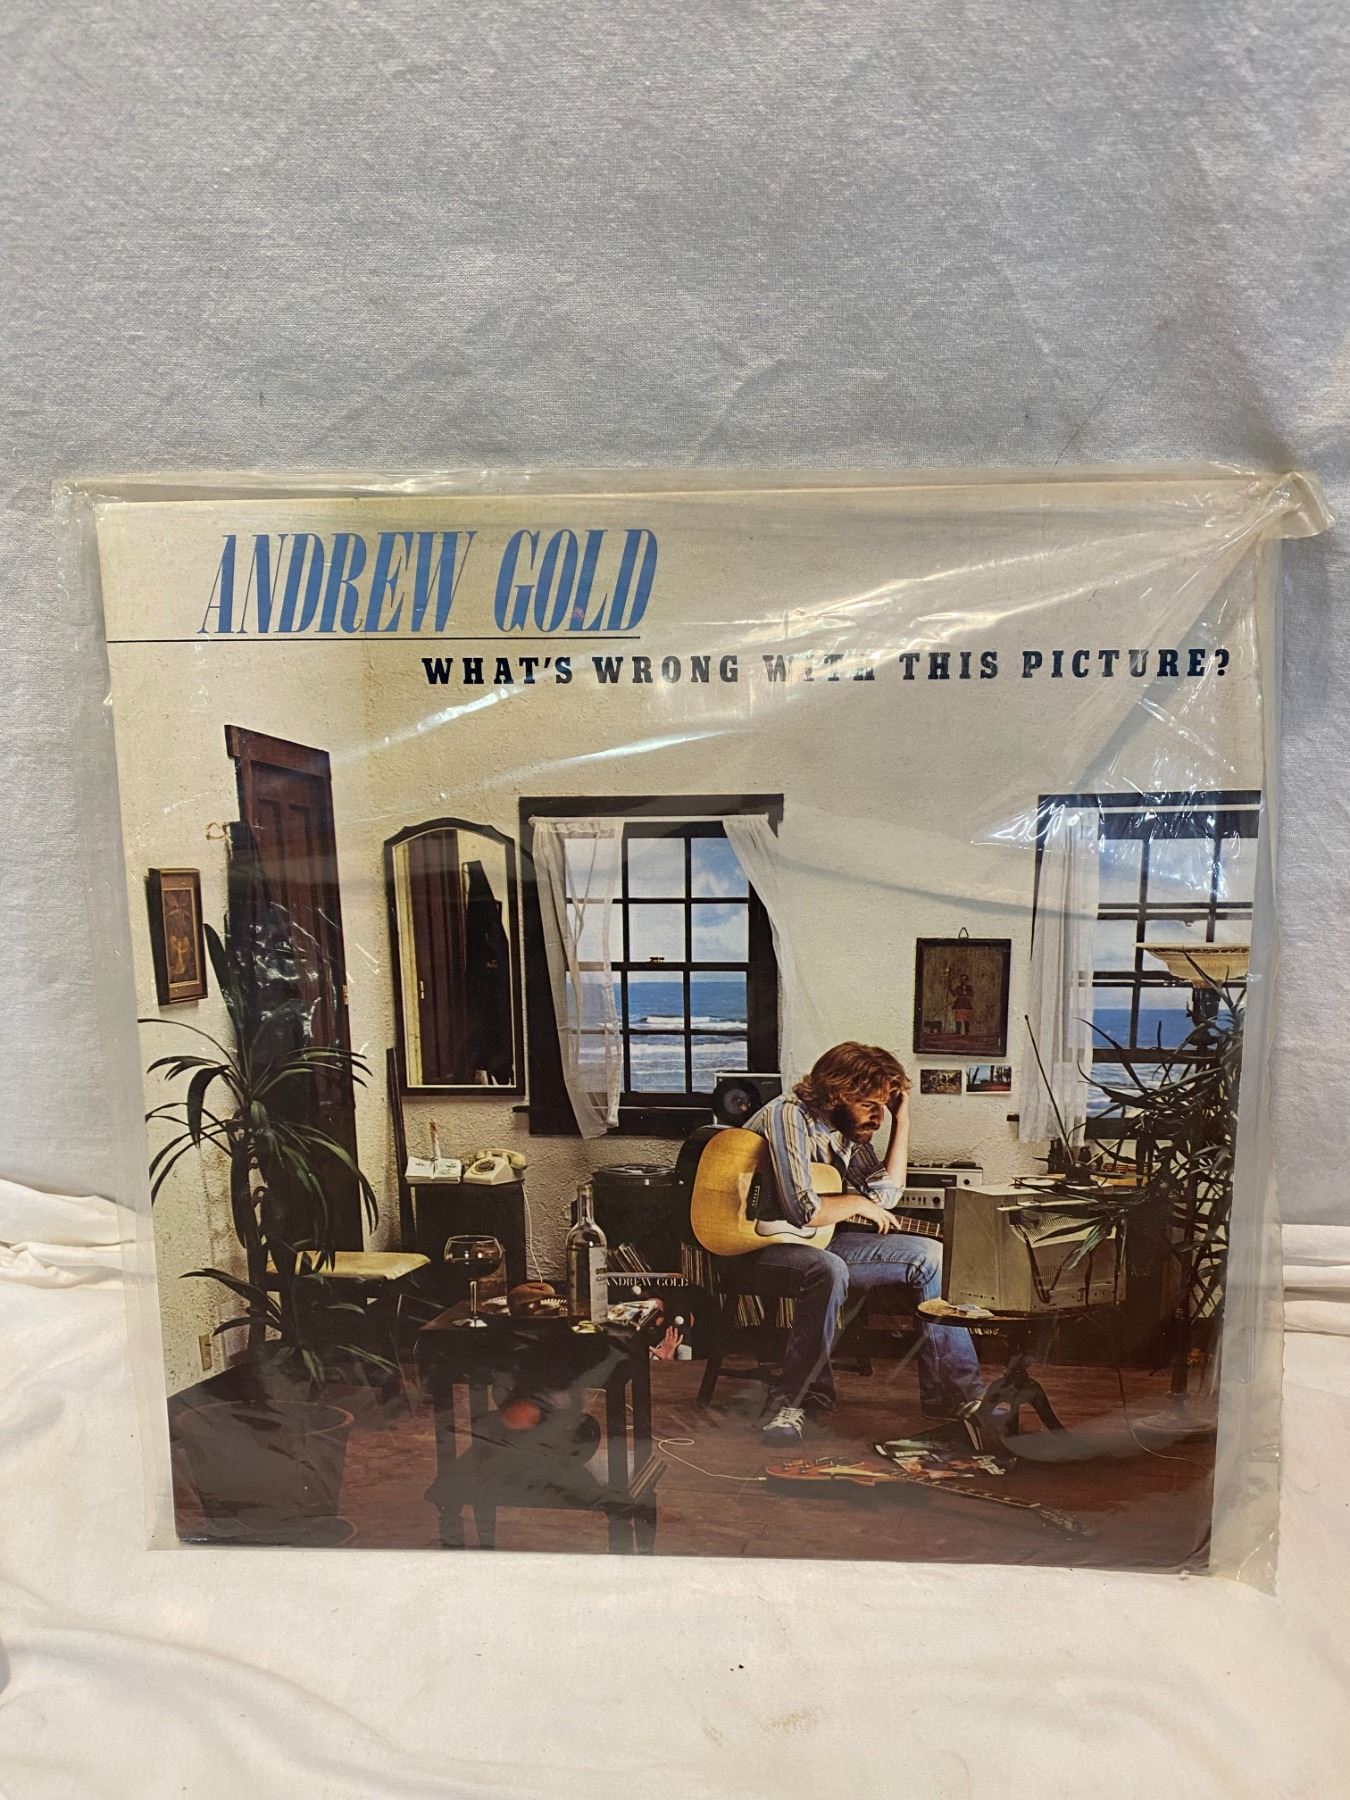 ANDREW GOLD
WHAT'S WRONG WITH THIS PICTURE?
ANDREW GOLD